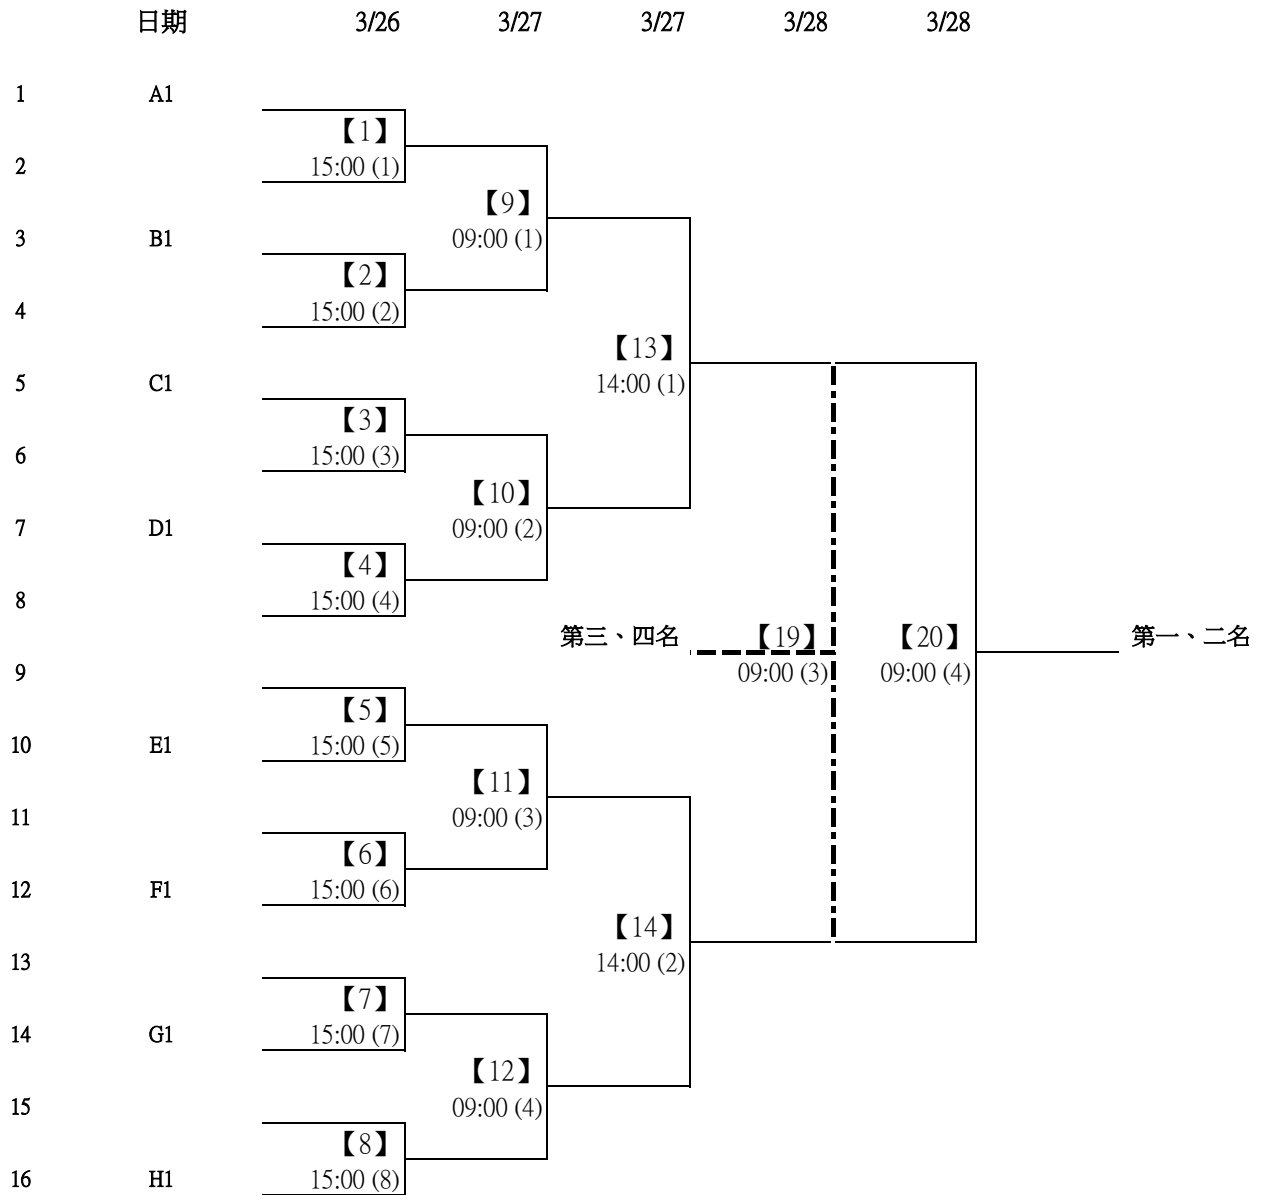 日期 3/26 3/27 3/27 3/28 3/28
1 A1
【1】
2 15:00 (1)
【9】
3 B1 09:00 (1)
【2】
4 15:00 (2)
【13】
5 C1 14:00 (1)
【3】
6 15:00 (3)
【10】
7 D1 09:00 (2)
【4】
8 15:00 (4)
第三、四名 【19】 【20】 第一、二名
9 09:00 (3) 09:00 (4)
【5】
10 E1 15:00 (5)
【11】
11 09:00 (3)
【6】
12 F1 15:00 (6)
【14】
13 14:00 (2)
【7】
14 G1 15:00 (7)
【12】
15 09:00 (4)
【8】
16 H1 15:00 (8)